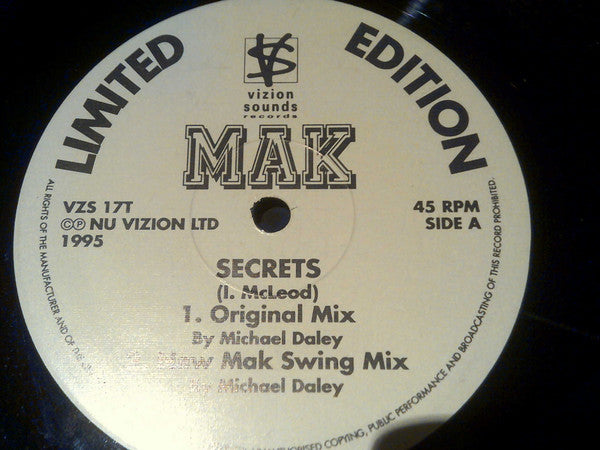 LIMITED EDITION
VS
vizion
sounds
records
MAK
VZS 17T
©℗ NU VIZION LTD
1995
45 RPM
SIDE A
SECRETS
(I. McLeod)
1. Original Mix
By Michael Daley
Mak Swing Mix
By Michael Daley
ALL RIGHTS OF THE MANUFACTURER AND OF THE
COPYING, PUBLIC PERFORMANCE AND BROADCASTING OF THIS RECORD PROHIBITED.